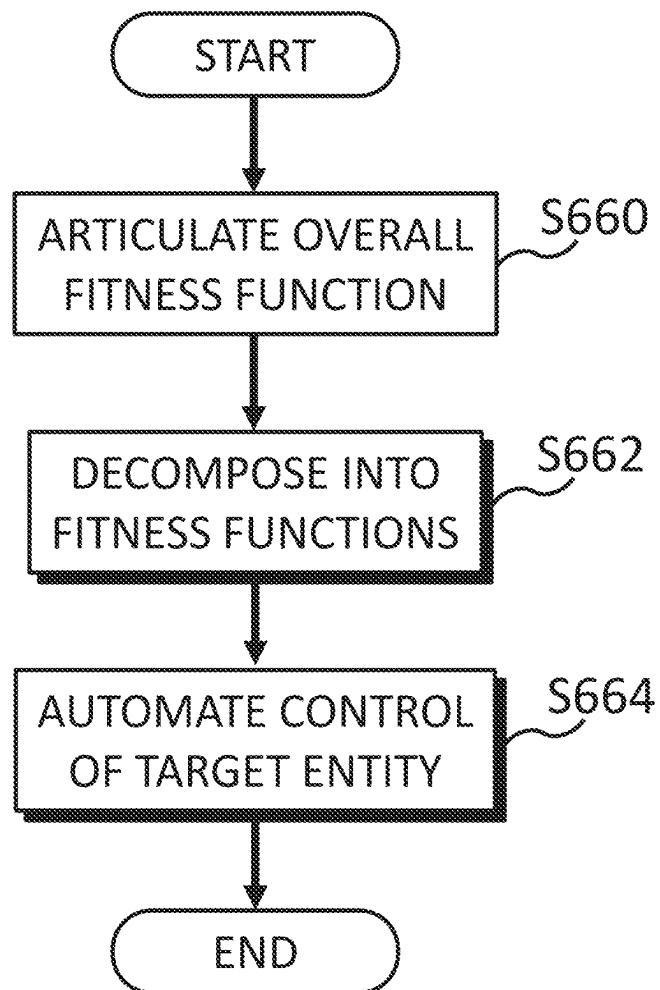 START
ARTICULATE OVERALL
FITNESS FUNCTION
S660
DECOMPOSE INTO
FITNESS FUNCTIONS
S662
AUTOMATE CONTROL
OF TARGET ENTITY
S664
END